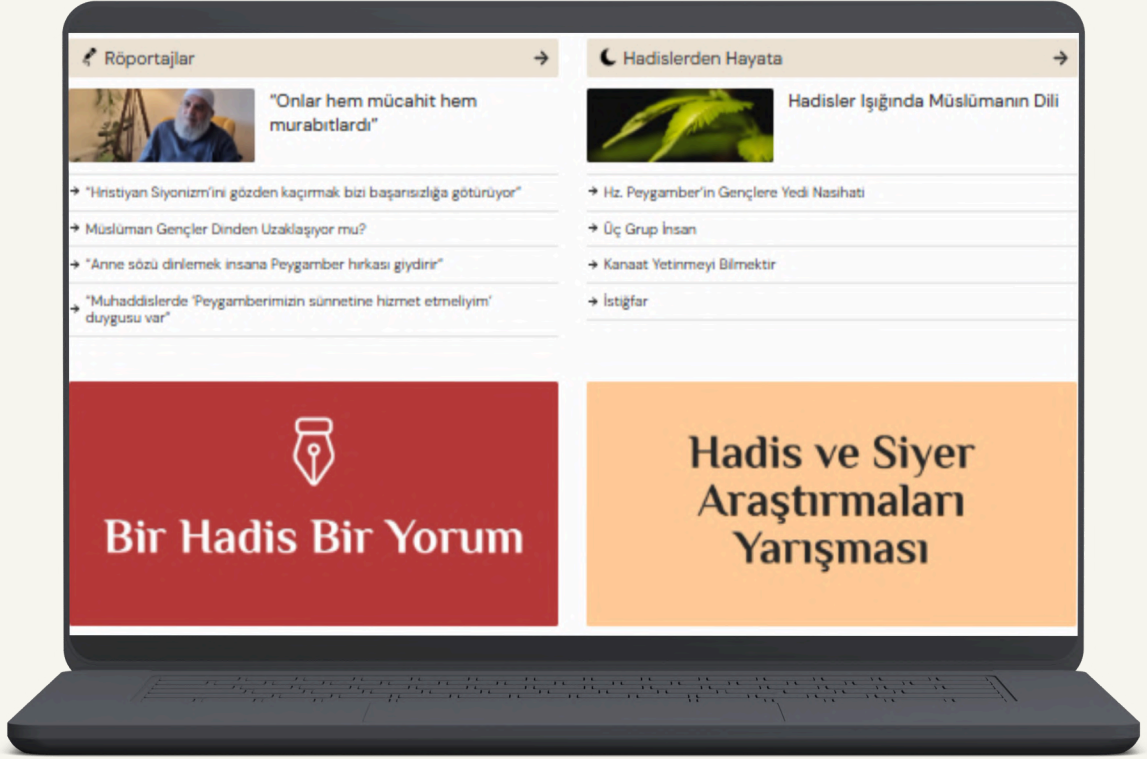 Röportajlar
“Onlar hem mücahit hem
murabıtlardı”
“Hristiyan Siyonizm’ini gözden kaçırmak bizi başarısızlığa götürüyor”
Müslüman Gençler Dinden Uzaklaşıyor mu?
“Anne sözü dinlemek insana Peygamber hırkası giydirir”
“Muhaddislerde ‘Peygamberimizin sünnetine hizmet etmeliyim’
duygusu var”
Hadislerden Hayata
Hadisler Işığında Müslümanın Dili
Hz. Peygamber’in Gençlere Yedi Nasihati
Üç Grup İnsan
Kanaat Yetinmeyi Bilmektir
İstiğfar
Bir Hadis Bir Yorum
Hadis ve Siyer
Araştırmaları
Yarışması